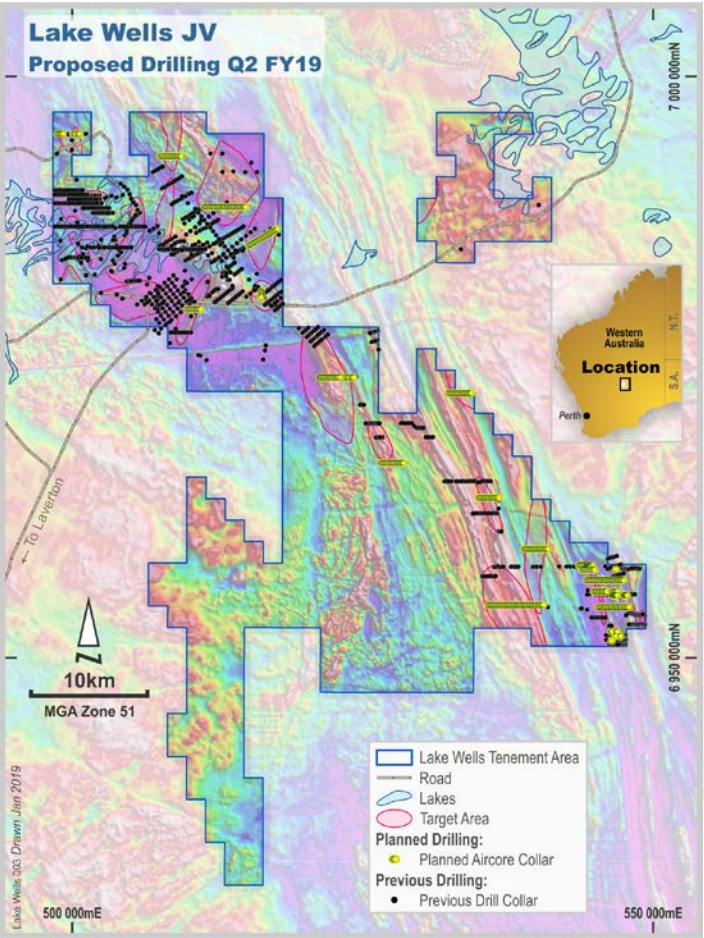 Lake Wells JV
Proposed Drilling Q2 FY19
7 000 000mN
N.T.
Western
Australia
Location
S.A.
Perth
← To Laverton
N
10km
MGA Zone 51
6 950 000mN
Lake Wells Tenement Area
Road
Lakes
Target Area
Planned Drilling:
Planned Aircore Collar
Previous Drilling:
Previous Drill Collar
Lake Wells 003 Drawn Jan 2019
500 000mE
550 000mE